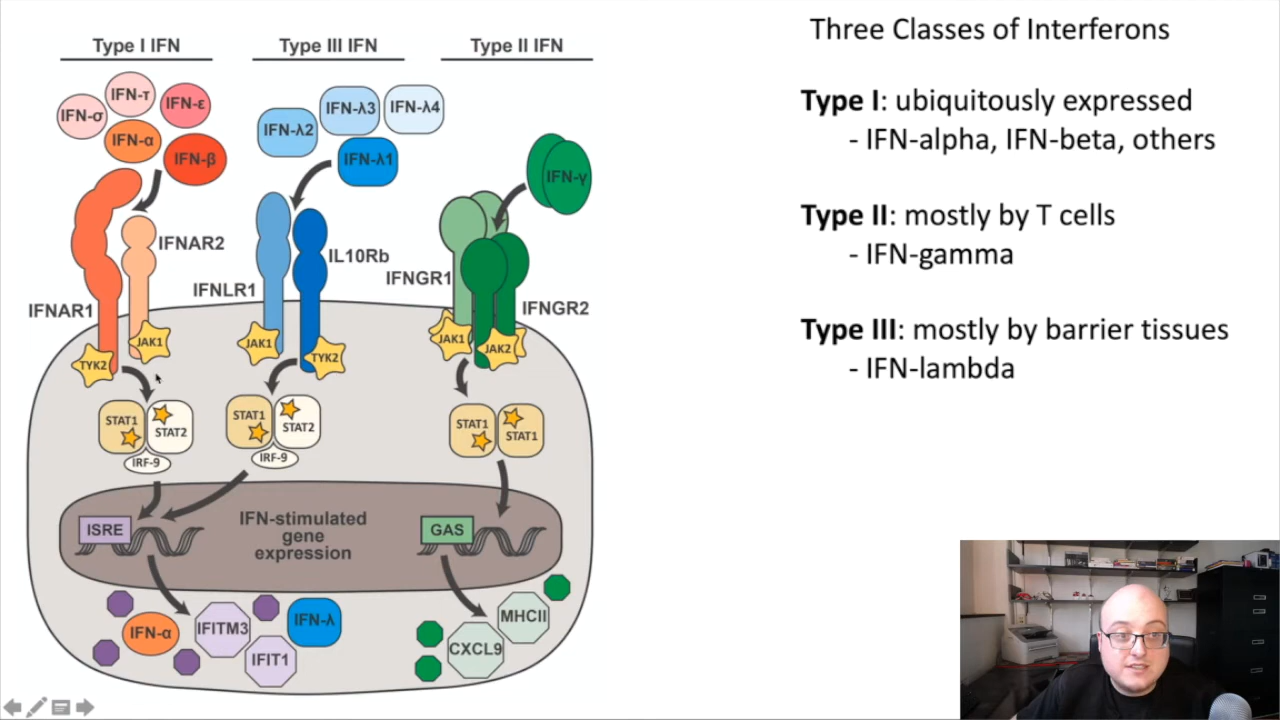 Type I IFN
Type III IFN
Type II IFN
IFN-σ
IFN-τ
IFN-ε
IFN-α
IFN-β
IFN-λ2
IFN-λ3
IFN-λ4
IFN-λ1
IFN-γ
IFNAR1
IFNAR2
IFNLR1
IL10Rb
IFNGR1
IFNGR2
TYK2
JAK1
JAK1
TYK2
JAK1
JAK2
STAT1
STAT2
IRF-9
STAT1
STAT2
IRF-9
STAT1
STAT1
ISRE
IFN-stimulated
gene
expression
GAS
IFN-α
IFITM3
IFIT1
IFN-λ
CXCL9
MHCII
Three Classes of Interferons
Type I: ubiquitously expressed
- IFN-alpha, IFN-beta, others
Type II: mostly by T cells
- IFN-gamma
Type III: mostly by barrier tissues
- IFN-lambda